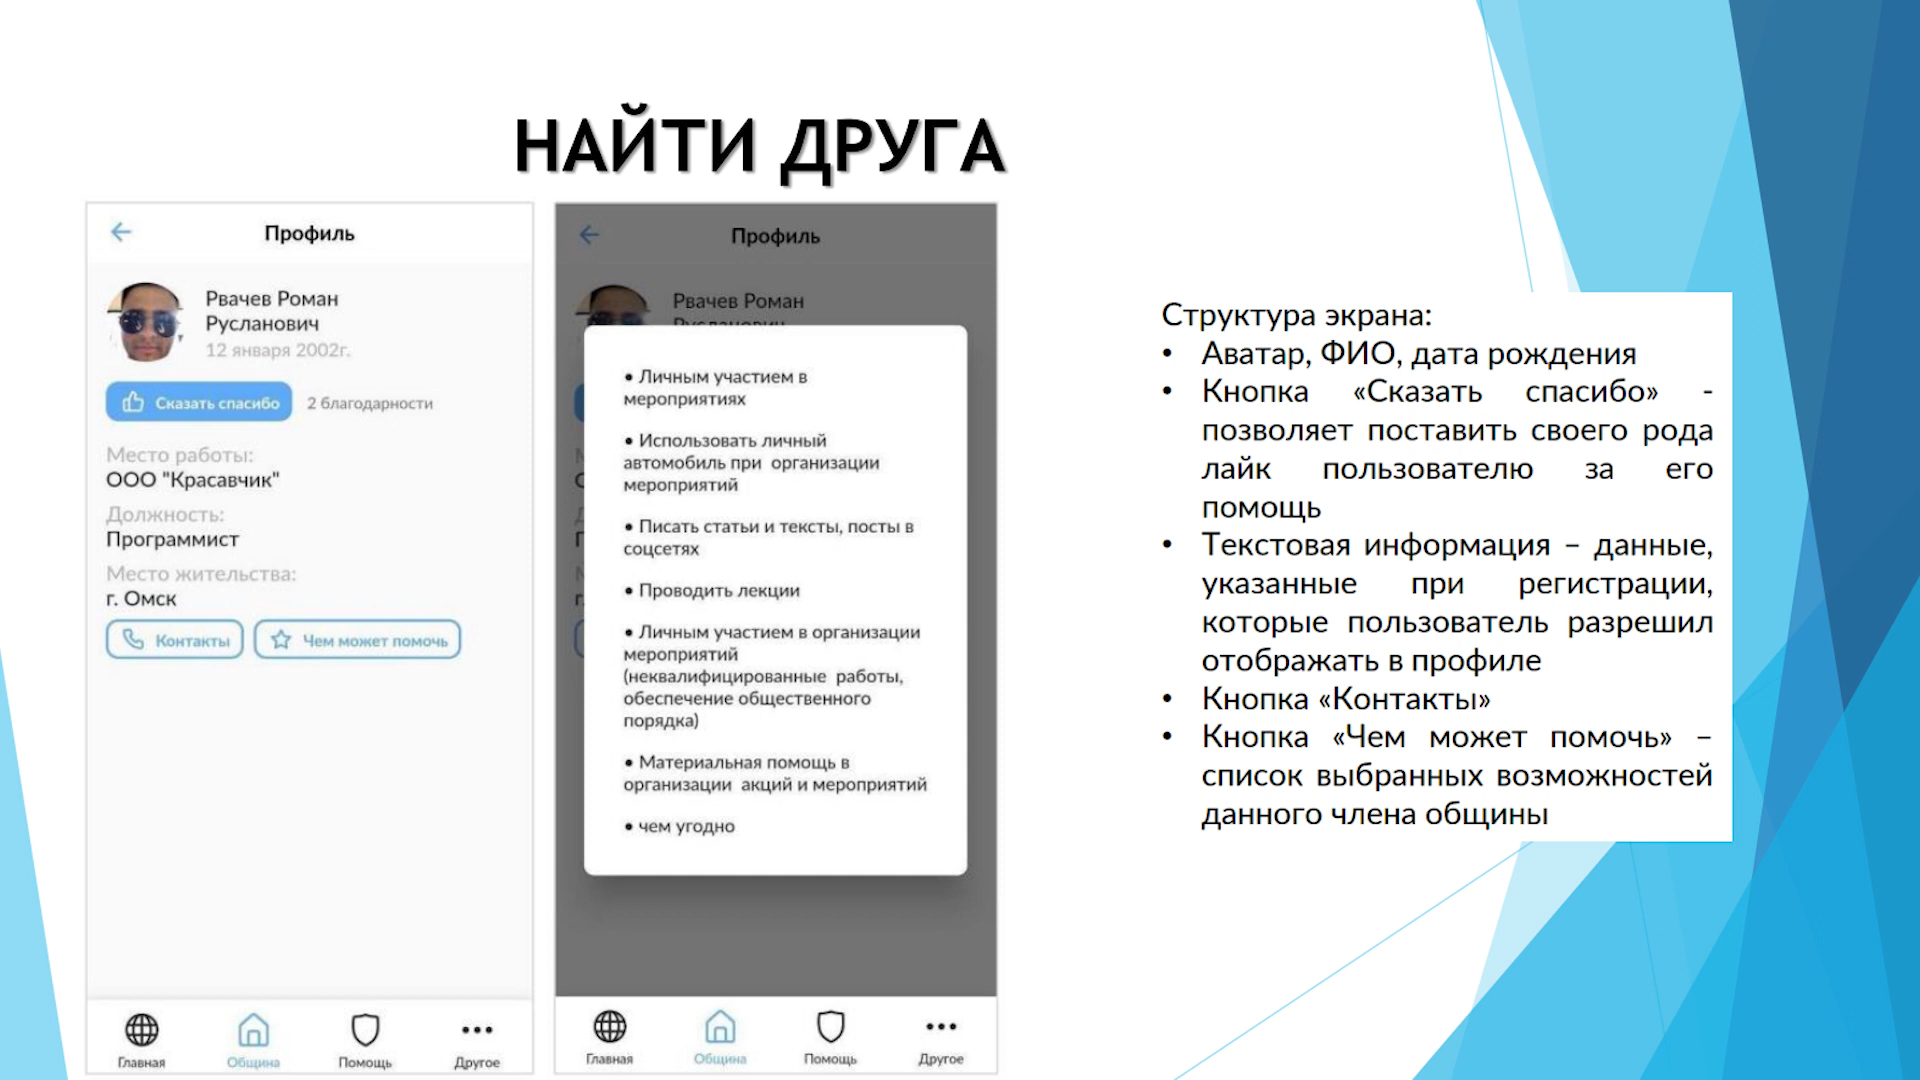 НАЙТИ ДРУГА
Профиль
Рвачев Роман
Русланович
12 января 2002г.
Сказать спасибо
2 благодарности
Место работы:
ООО "Красавчик"
Должность:
Программист
Место жительства:
г. Омск
Контакты
Чем может помочь
Главная
Община
Помощь
Другое
Профиль
Рвачев Роман
Русланович
• Личным участием в
мероприятиях
• Использовать личный
автомобиль при организации
мероприятий
• Писать статьи и тексты, посты в
соцсетях
• Проводить лекции
• Личным участием в организации
мероприятий
(неквалифицированные работы,
обеспечение общественного
порядка)
• Материальная помощь в
организации акций и мероприятий
• чем угодно
Главная
Община
Помощь
Другое
Структура экрана:
• Аватар, ФИО, дата рождения
• Кнопка «Сказать спасибо» -
позволяет поставить своего рода
лайк пользователю за его
помощь
• Текстовая информация – данные,
указанные при регистрации,
которые пользователь разрешил
отображать в профиле
• Кнопка «Контакты»
• Кнопка «Чем может помочь» –
список выбранных возможностей
данного члена общины